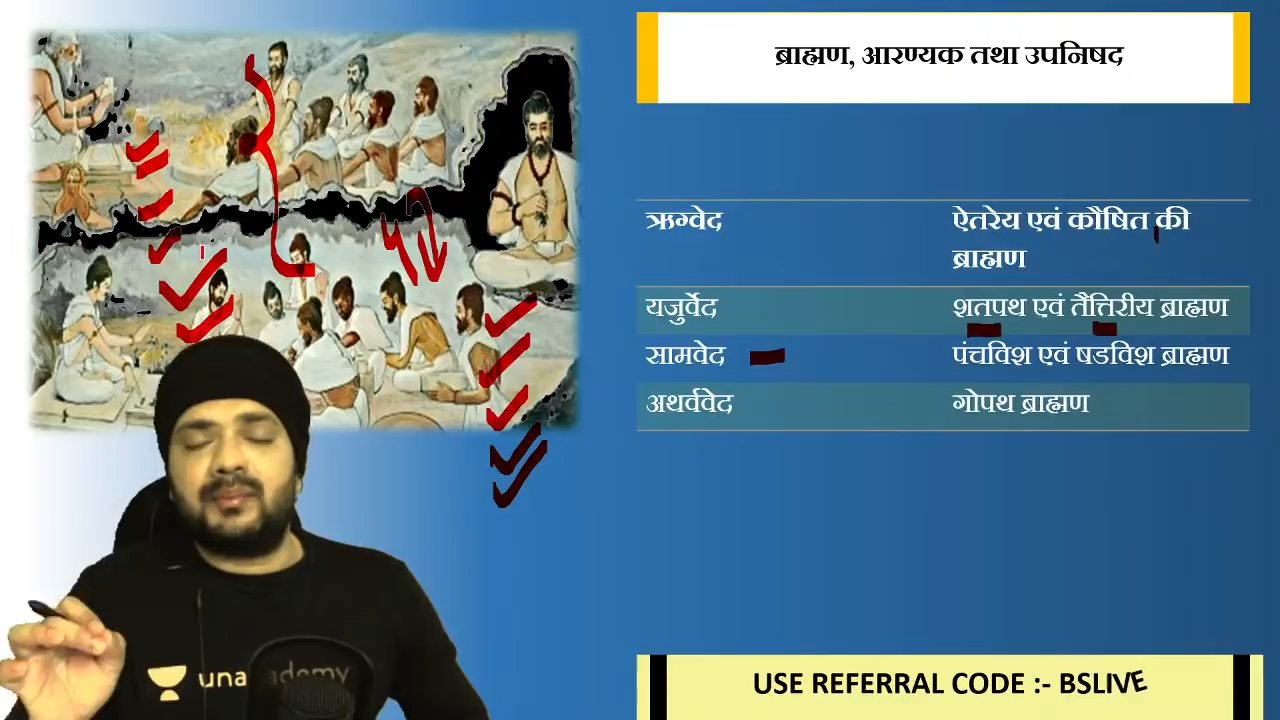 ब्राह्मण, आरण्यक तथा उपनिषद
ऋग्वेद ऐतरेय एवं कौषित की
ब्राह्मण
यजुर्वेद शतपथ एवं तैत्तिरीय ब्राह्मण
सामवेद पंचविश एवं षडविश ब्राह्मण
अथर्ववेद गोपथ ब्राह्मण
USE REFERRAL CODE :- BSLIVE